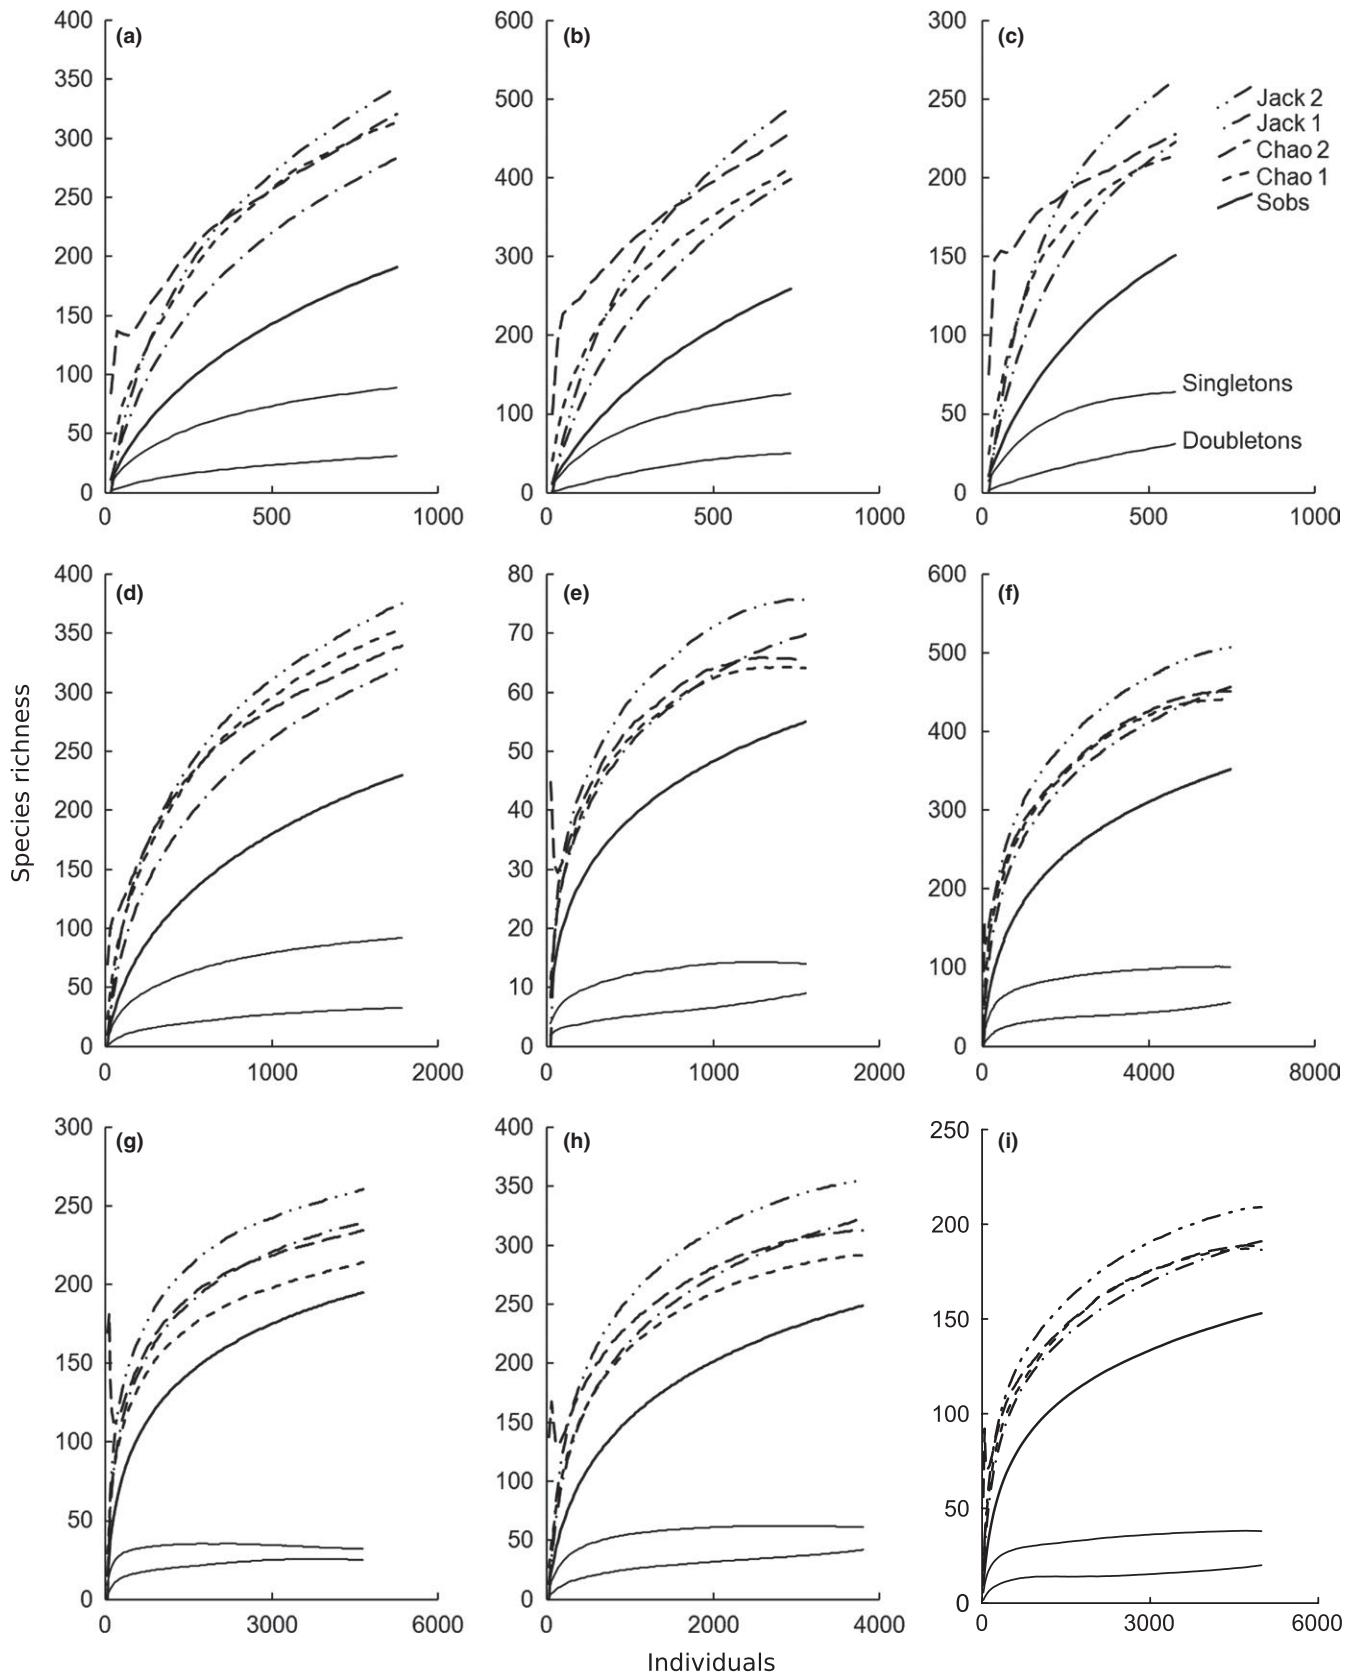 (a)
400
350
300
250
200
150
100
50
0
0 500 1000
(b)
600
500
400
300
200
100
0
0 500 1000
(c)
300
250
200
150
100
50
0
0 500 1000
Jack 2
Jack 1
Chao 2
Chao 1
Sobs
Singletons
Doubletons
(d)
400
350
300
250
200
150
100
50
0
0 1000 2000
(e)
80
70
60
50
40
30
20
10
0
0 1000 2000
(f)
600
500
400
300
200
100
0
0 4000 8000
Species richness
(g)
300
250
200
150
100
50
0
0 3000 6000
(h)
400
350
300
250
200
150
100
50
0
0 2000 4000
(i)
250
200
150
100
50
0
0 3000 6000
Individuals